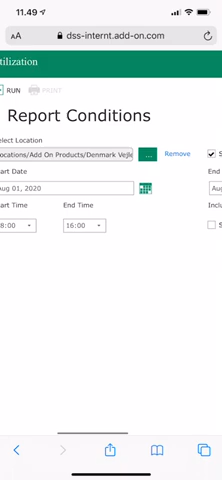 11.49
AA dss-internt.add-on.com
tilization
RUN PRINT
Report Conditions
elect Location
ocations/Add On Products/Denmark Vejle ... Remove S
art Date End
Aug 01, 2020 Aug
art Time End Time Inclu
8:00 16:00 S